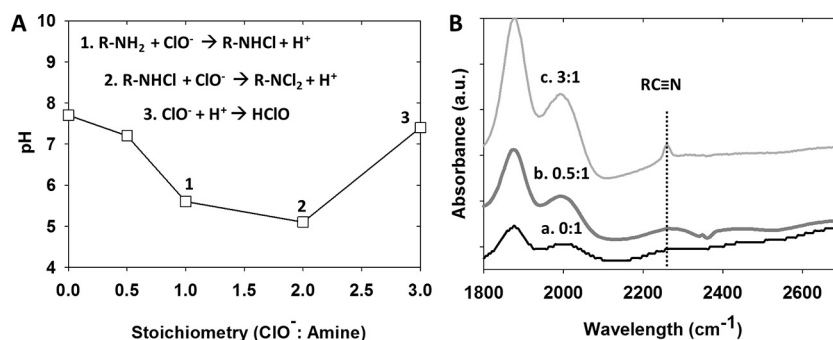 A
1. R-NH₂ + ClO⁻ → R-NHCl + H⁺
2. R-NHCl + ClO⁻ → R-NCl₂ + H⁺
3. ClO⁻ + H⁺ → HClO
10
9
8
7
6
5
4
pH
1
2
3
0.0 0.5 1.0 1.5 2.0 2.5 3.0
Stoichiometry (ClO⁻: Amine)
B
Absorbance (a.u.)
RC≡N
c. 3:1
b. 0.5:1
a. 0:1
1800 2000 2200 2400 2600
Wavelength (cm⁻¹)